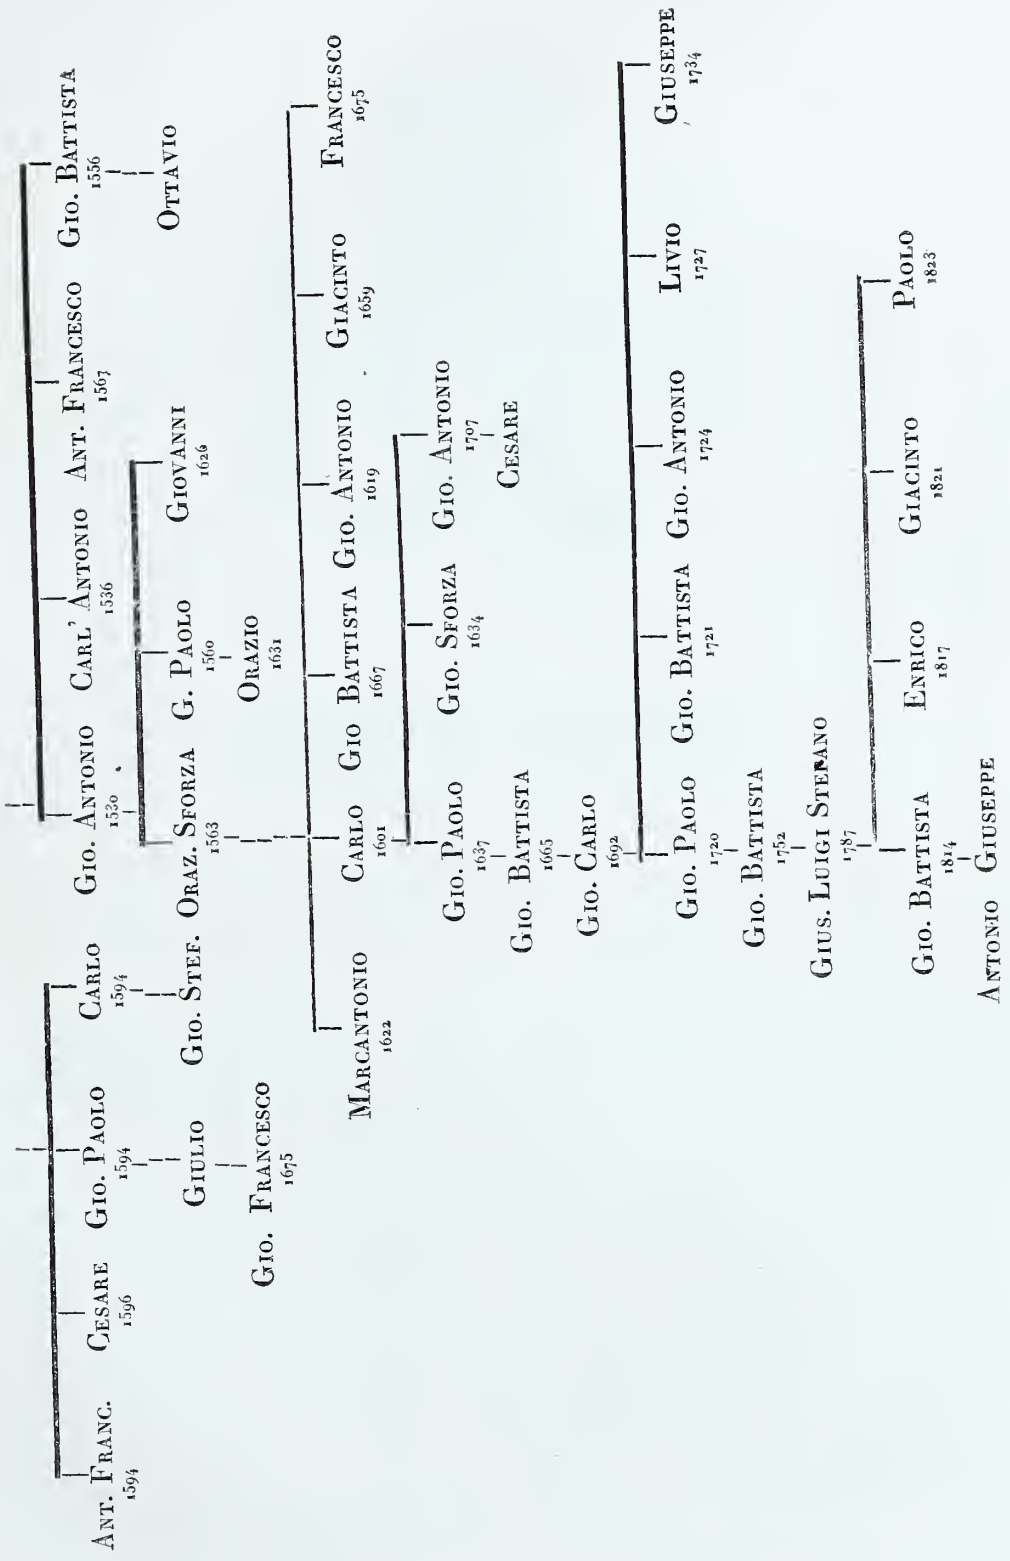 ANT. FRANC.
1594
CESARE
1596
GIO. PAOLO
1594
CARLO
1594
GIO. ANTONIO
1530
CARL' ANTONIO
1536
ANT. FRANCESCO
1567
GIO. BATTISTA
1556
GIULIO
GIO. STEF.
ORAZ. SFORZA
1563
G. PAOLO
1560
GIOVANNI
1626
OTTAVIO
GIO. FRANCESCO
1675
ORAZIO
1631
MARCANTONIO
1622
CARLO
1601
GIO BATTISTA
1667
GIO. ANTONIO
1619
GIACINTO
1659
FRANCESCO
1675
GIO. PAOLO
1637
GIO. SFORZA
1634
GIO. ANTONIO
1707
GIO. BATTISTA
1665
CESARE
GIO. CARLO
1692
GIO. PAOLO
1720
GIO. BATTISTA
1721
GIO. ANTONIO
1724
LIVIO
1727
GIUSEPPE
1734
GIO. BATTISTA
1752
GIUS. LUIGI STEFANO
1787
GIO. BATTISTA
1814
ENRICO
1817
GIACINTO
1821
PAOLO
1823
ANTONIO GIUSEPPE